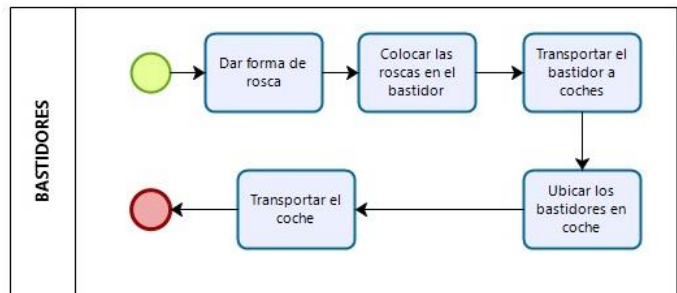 BASTIDORES
Dar forma de
rosca
Colocar las
roscas en el
bastidor
Transportar el
bastidor a
coches
Ubicar los
bastidores en
coche
Transportar el
coche